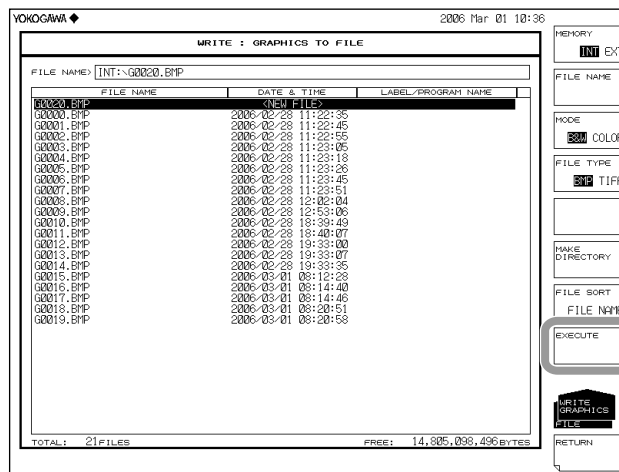 YOKOGAWA ◆ 2006 Mar 01 10:36
WRITE : GRAPHICS TO FILE
FILE NAME> INT:\G0020.BMP
FILE NAME DATE & TIME LABEL/PROGRAM NAME
G0020.BMP <NEW FILE>
G0000.BMP 2006/02/28 11:22:35
G0001.BMP 2006/02/28 11:22:45
G0002.BMP 2006/02/28 11:22:55
G0003.BMP 2006/02/28 11:23:05
G0004.BMP 2006/02/28 11:23:18
G0005.BMP 2006/02/28 11:23:26
G0006.BMP 2006/02/28 11:23:45
G0007.BMP 2006/02/28 11:23:51
G0008.BMP 2006/02/28 12:02:04
G0009.BMP 2006/02/28 12:53:06
G0010.BMP 2006/02/28 18:39:49
G0011.BMP 2006/02/28 18:40:07
G0012.BMP 2006/02/28 19:33:00
G0013.BMP 2006/02/28 19:33:07
G0014.BMP 2006/02/28 19:33:35
G0015.BMP 2006/03/01 08:12:28
G0016.BMP 2006/03/01 08:14:40
G0017.BMP 2006/03/01 08:14:46
G0018.BMP 2006/03/01 08:20:51
G0019.BMP 2006/03/01 08:20:58
TOTAL: 21FILES FREE: 14,805,098,496BYTES
MEMORY
INT EXT
FILE NAME
MODE
B&W COLOR
FILE TYPE
BMP TIFF
MAKE
DIRECTORY
FILE SORT
FILE NAME
EXECUTE
WRITE
GRAPHICS
FILE
RETURN